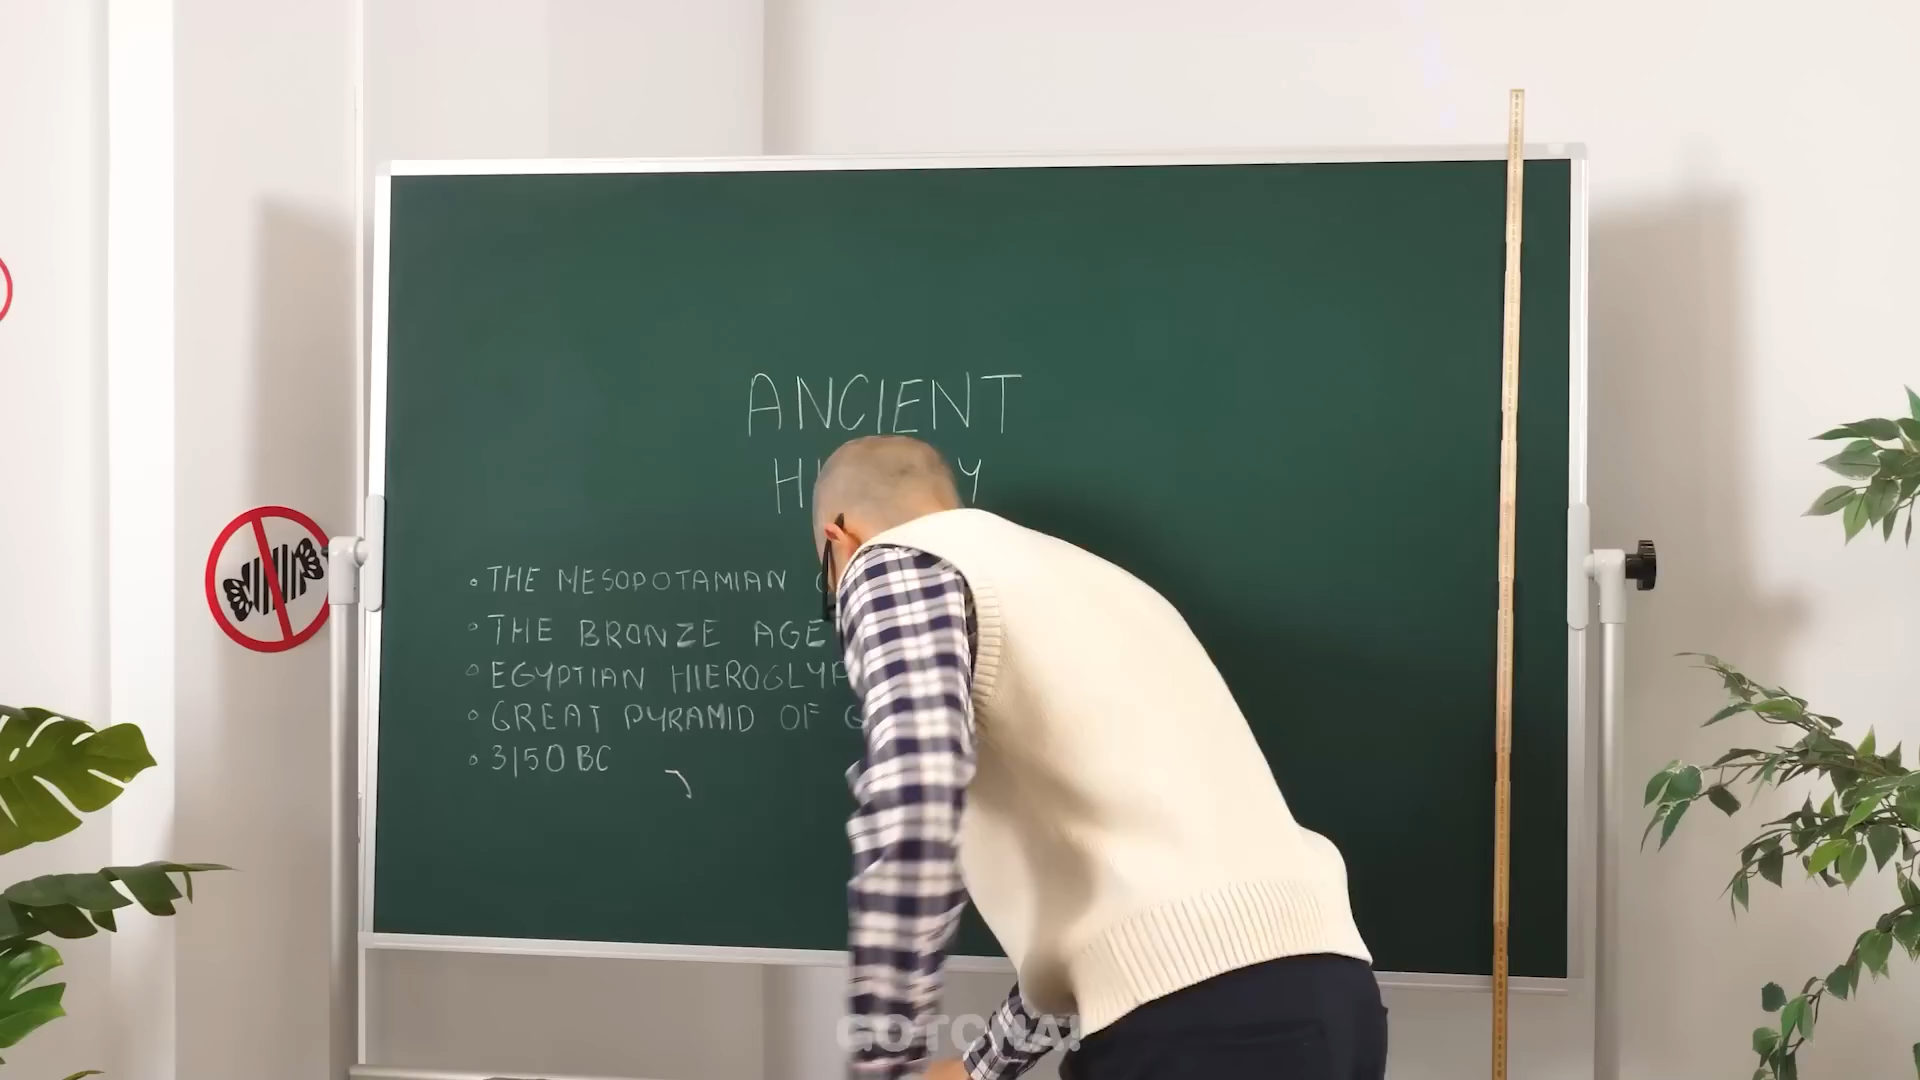 ANCIENT
H Y
• THE MESOPOTAMIAN
• THE BRONZE AGE
• EGYPTIAN HIEROGLYP
• GREAT PYRAMID OF G
• 3150 BC
GOTCHA!